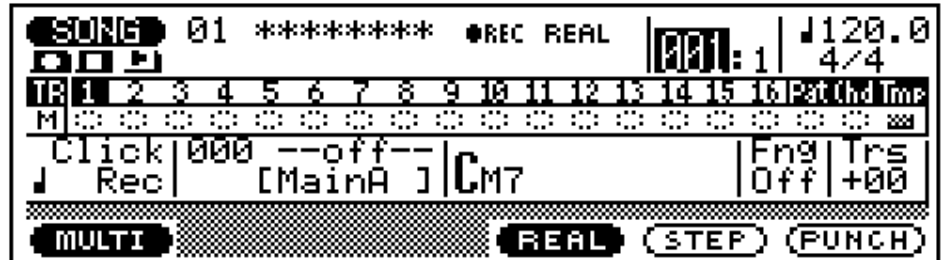 SONG 01 ******** ●REC REAL 001:1 ♩120.0
4/4
TR 1 2 3 4 5 6 7 8 9 10 11 12 13 14 15 16 Pat Chd Tmp
M
Click 000 --off-- CM7 Fng Trs
♩ Rec [MainA ] Off +00
MULTI REAL STEP PUNCH